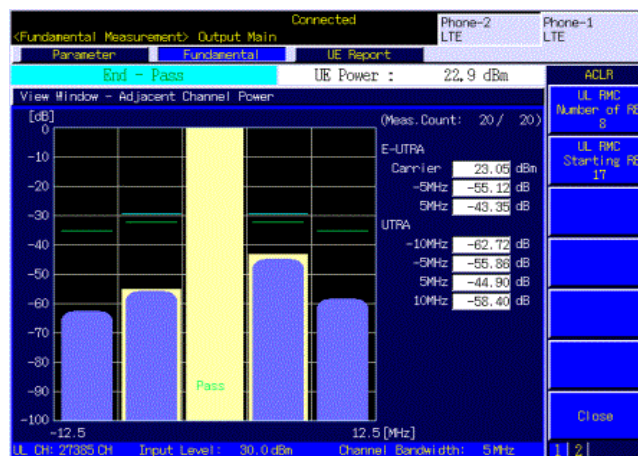 Connected
Phone-2
LTE
Phone-1
LTE
<Fundamental Measurement> Output Main
Parameter
Fundamental
UE Report
End - Pass
UE Power : 22.9 dBm
ACLR
View Window - Adjacent Channel Power
UL RMC
Number of RB
8
UL RMC
Starting RB
17
Close
1 2
[dB]
(Meas.Count: 20/ 20)
0
-10
-20
-30
-40
-50
-60
-70
-80
-90
-100
E-UTRA
Carrier 23.05 dBm
-5MHz -55.12 dB
5MHz -43.35 dB
UTRA
-10MHz -62.72 dB
-5MHz -55.86 dB
5MHz -44.90 dB
10MHz -58.40 dB
Pass
-12.5
12.5[MHz]
UL CH: 27385 CH Input Level: 30.0 dBm Channel Bandwidth: 5 MHz